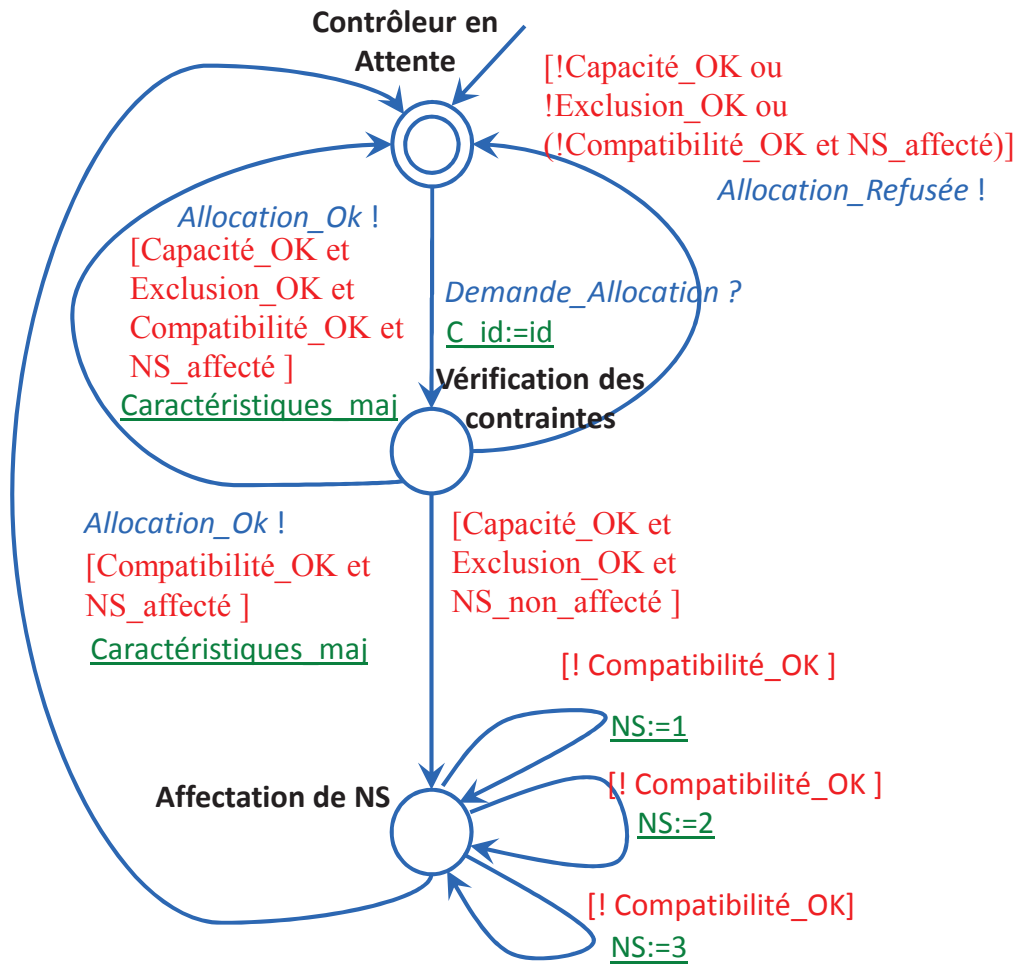 Contrôleur en
Attente
[!Capacité_OK ou
!Exclusion_OK ou
(!Compatibilité_OK et NS_affecté)]
Allocation_Refusée !
Allocation_Ok !
[Capacité_OK et
Exclusion_OK et
Compatibilité_OK et
NS_affecté ]
Caractéristiques_maj
Demande_Allocation ?
C_id:=id
Vérification des
contraintes
Allocation_Ok !
[Compatibilité_OK et
NS_affecté ]
Caractéristiques_maj
[Capacité_OK et
Exclusion_OK et
NS_non_affecté ]
[! Compatibilité_OK ]
NS:=1
Affectation de NS
[! Compatibilité_OK ]
NS:=2
[! Compatibilité_OK]
NS:=3